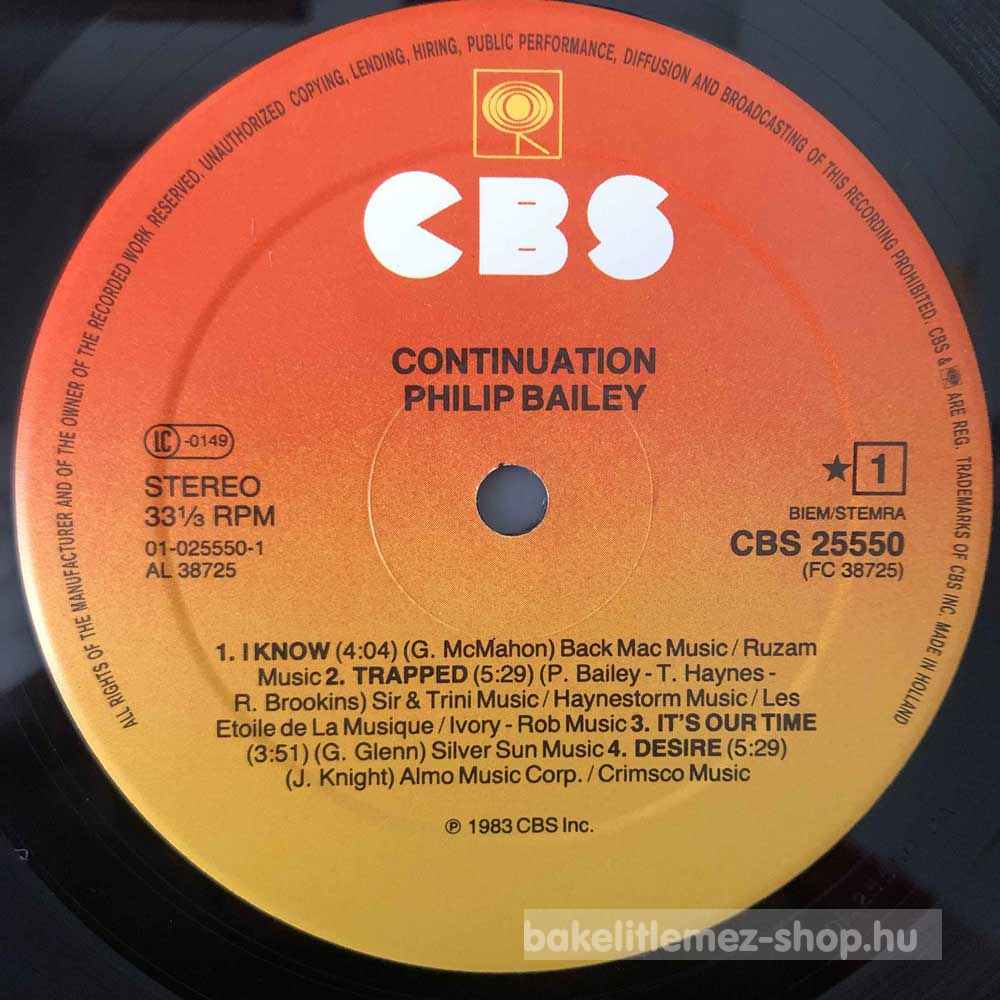 ALL RIGHTS OF THE MANUFACTURER AND OF THE OWNER OF THE RECORDED WORK RESERVED. UNAUTHORIZED COPYING, LENDING, HIRING, PUBLIC PERFORMANCE, DIFFUSION AND BROADCASTING OF THIS RECORDING PROHIBITED. CBS & ARE REG. TRADEMARKS OF CBS INC. MADE IN HOLLAND
CBS
CONTINUATION
PHILIP BAILEY
LC -0149
STEREO
33 1/3 RPM
01-025550-1
AL 38725
★ 1
BIEM/STEMRA
CBS 25550
(FC 38725)
1. I KNOW (4:04) (G. McMahon) Back Mac Music / Ruzam
Music 2. TRAPPED (5:29) (P. Bailey - T. Haynes -
R. Brookins) Sir & Trini Music / Haynestorm Music / Les
Etoile de La Musique / Ivory - Rob Music 3. IT'S OUR TIME
(3:51) (G. Glenn) Silver Sun Music 4. DESIRE (5:29)
(J. Knight) Almo Music Corp. / Crimsco Music
℗ 1983 CBS Inc.
bakelitlemez-shop.hu